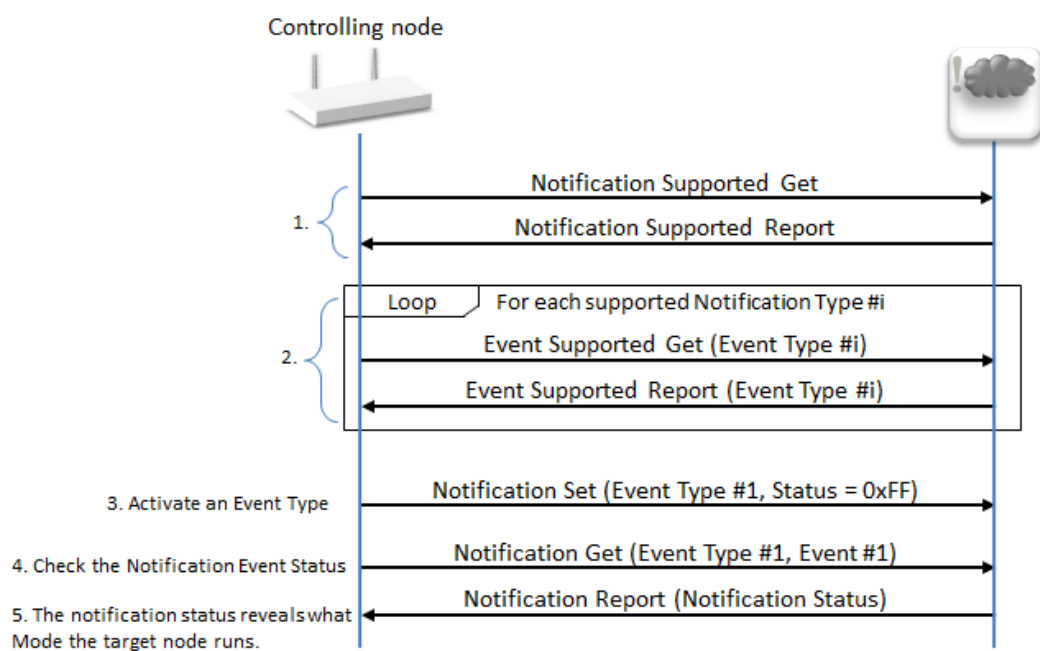 Controlling node
Notification Supported Get
1.
Notification Supported Report
Loop
For each supported Notification Type #i
Event Supported Get (Event Type #i)
2.
Event Supported Report (Event Type #i)
3. Activate an Event Type
Notification Set (Event Type #1, Status = 0xFF)
4. Check the Notification Event Status
Notification Get (Event Type #1, Event #1)
Notification Report (Notification Status)
5. The notification status reveals what
Mode the target node runs.